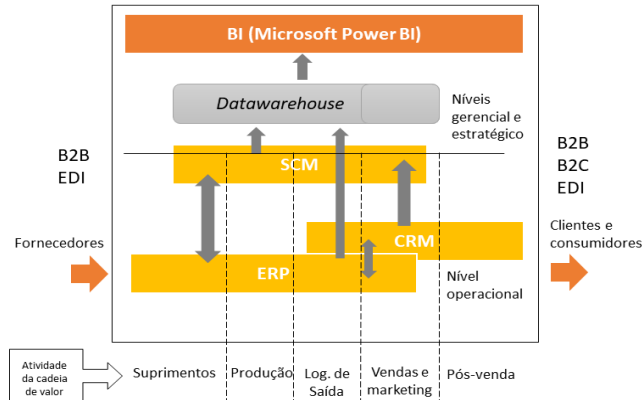 BI (Microsoft Power BI)
Datawarehouse
Níveis
gerencial e
estratégico
B2B
EDI
B2B
B2C
EDI
SCM
Fornecedores
Clientes e
consumidores
CRM
ERP
Nível
operacional
Atividade
da cadeia
de valor
Suprimentos
Produção
Log. de
Saída
Vendas e
marketing
Pós-venda